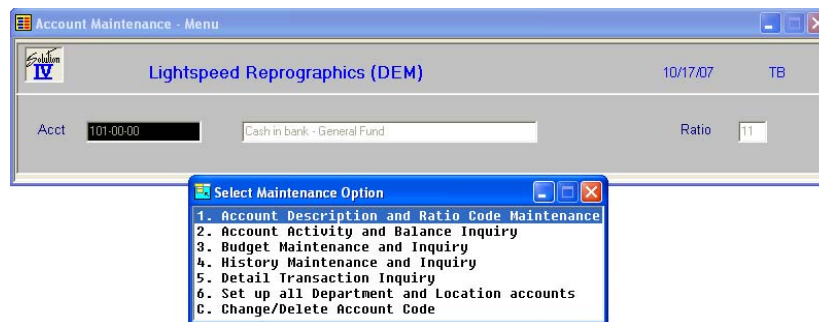 Account Maintenance - Menu
Solution IV
Lightspeed Reprographics (DEM) 10/17/07 TB
Acct 101-00-00 Cash in bank - General Fund Ratio 11
Select Maintenance Option
1. Account Description and Ratio Code Maintenance
2. Account Activity and Balance Inquiry
3. Budget Maintenance and Inquiry
4. History Maintenance and Inquiry
5. Detail Transaction Inquiry
6. Set up all Department and Location accounts
C. Change/Delete Account Code